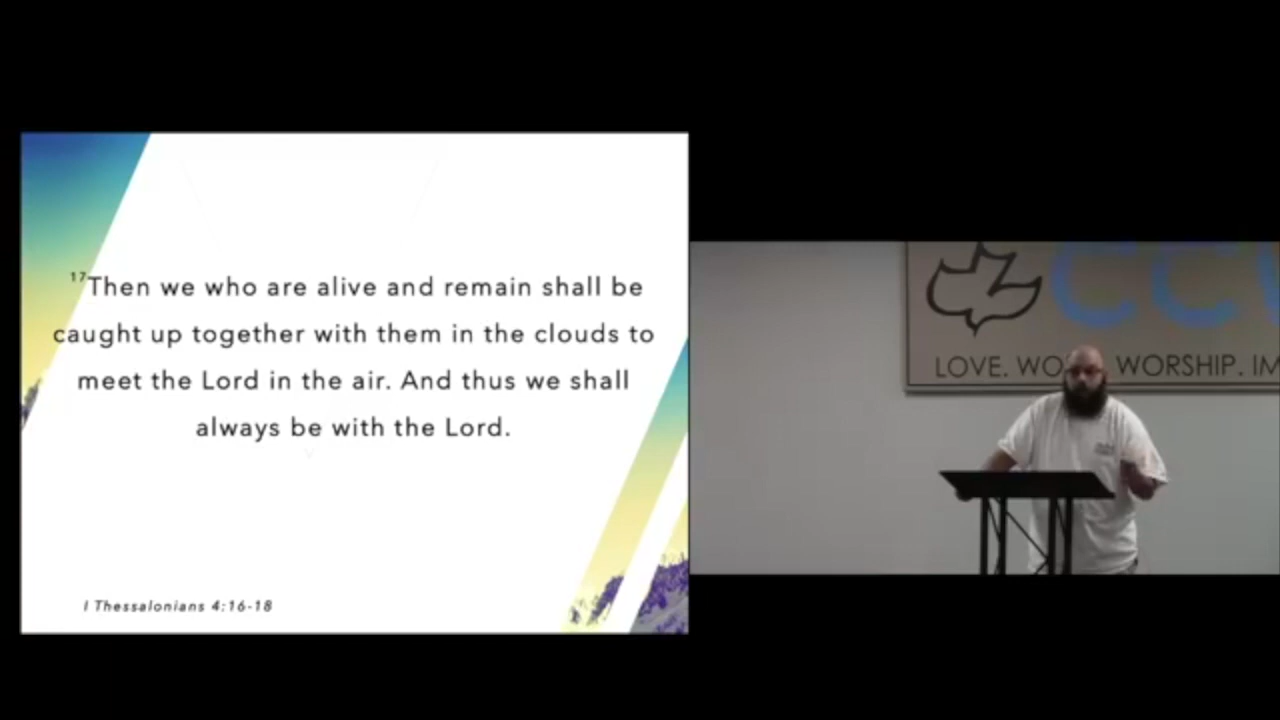 17Then we who are alive and remain shall be
caught up together with them in the clouds to
meet the Lord in the air. And thus we shall
always be with the Lord.
I Thessalonians 4:16-18
CC
LOVE. WORSHIP.